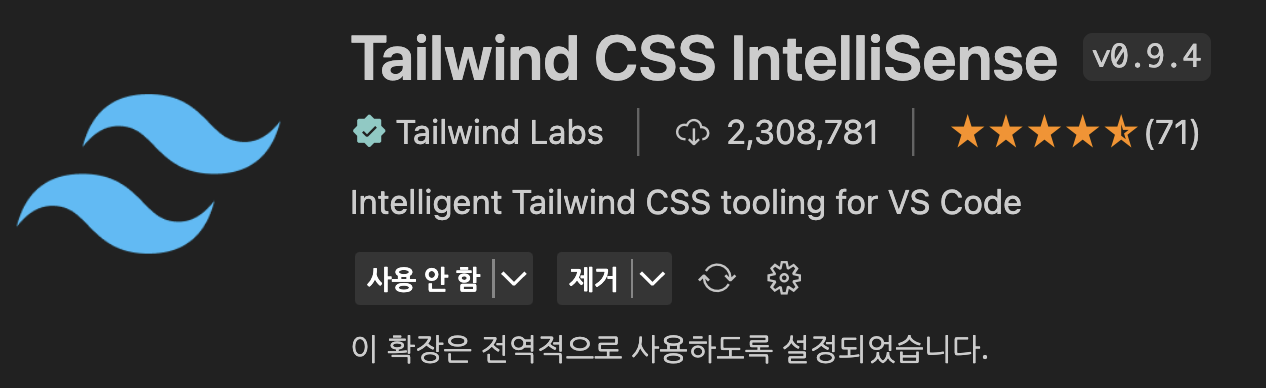 Tailwind CSS IntelliSense v0.9.4
Tailwind Labs 2,308,781 (71)
Intelligent Tailwind CSS tooling for VS Code
사용 안 함 제거
이 확장은 전역적으로 사용하도록 설정되었습니다.